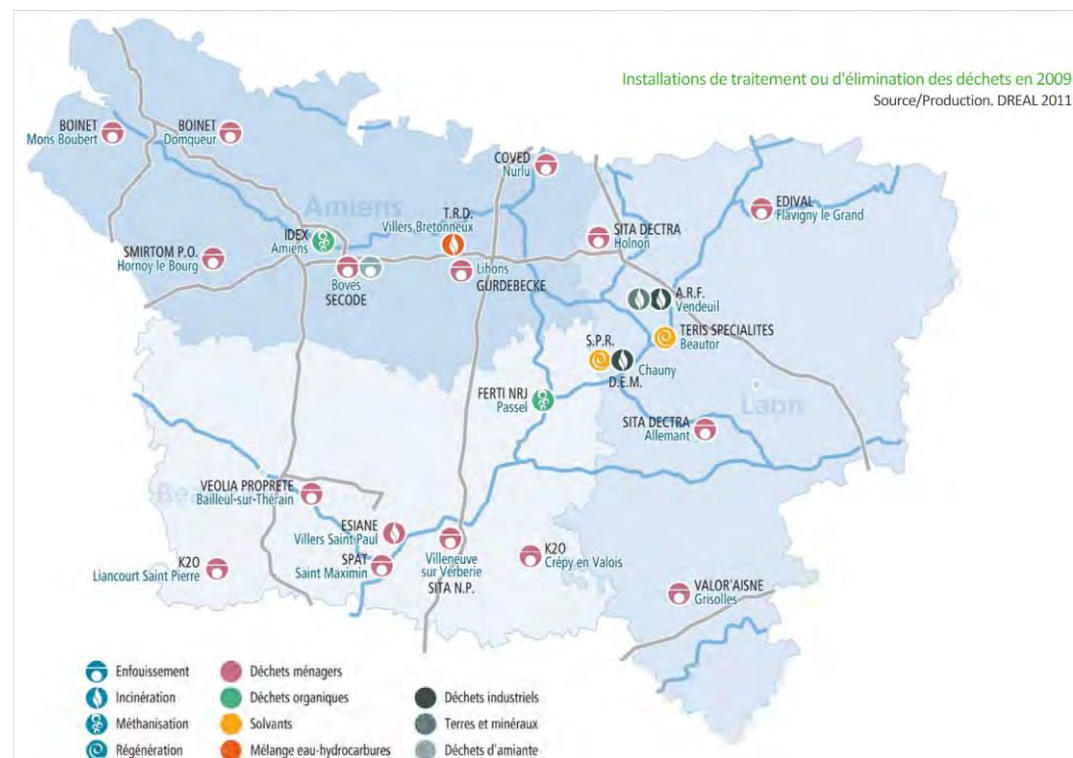 Installations de traitement ou d'élimination des déchets en 2009
Source/Production. DREAL 2011
BOINET
Mons Boubert
BOINET
Domqueur
COVED
Nurlu
EDIVAL
Flavigny le Grand
Amiens
T.R.D.
Villers Bretonneux
IDEX
Amiens
SITA DECTRA
Holnon
SMIRTOM P.O.
Hornoy le Bourg
Boves
SECODE
Lihons
GURDEBECKE
A.R.F.
Vendeuil
TERIS SPECIALITES
Beautor
S.P.R.
Chauny
D.E.M.
FERTI NRJ
Passel
Laon
SITA DECTRA
Allemant
VEOLIA PROPRETE
Bailleul-sur-Thérain
ESIANE
Villers Saint Paul
K2O
Liancourt Saint Pierre
SPAT
Saint Maximin
Villeneuve
sur Verberie
SITA N.P.
K2O
Crépy en Valois
VALOR'AISNE
Grisolles
Enfouissement
Incinération
Méthanisation
Régénération
Déchets ménagers
Déchets organiques
Solvants
Mélange eau-hydrocarbures
Déchets industriels
Terres et minéraux
Déchets d'amiante